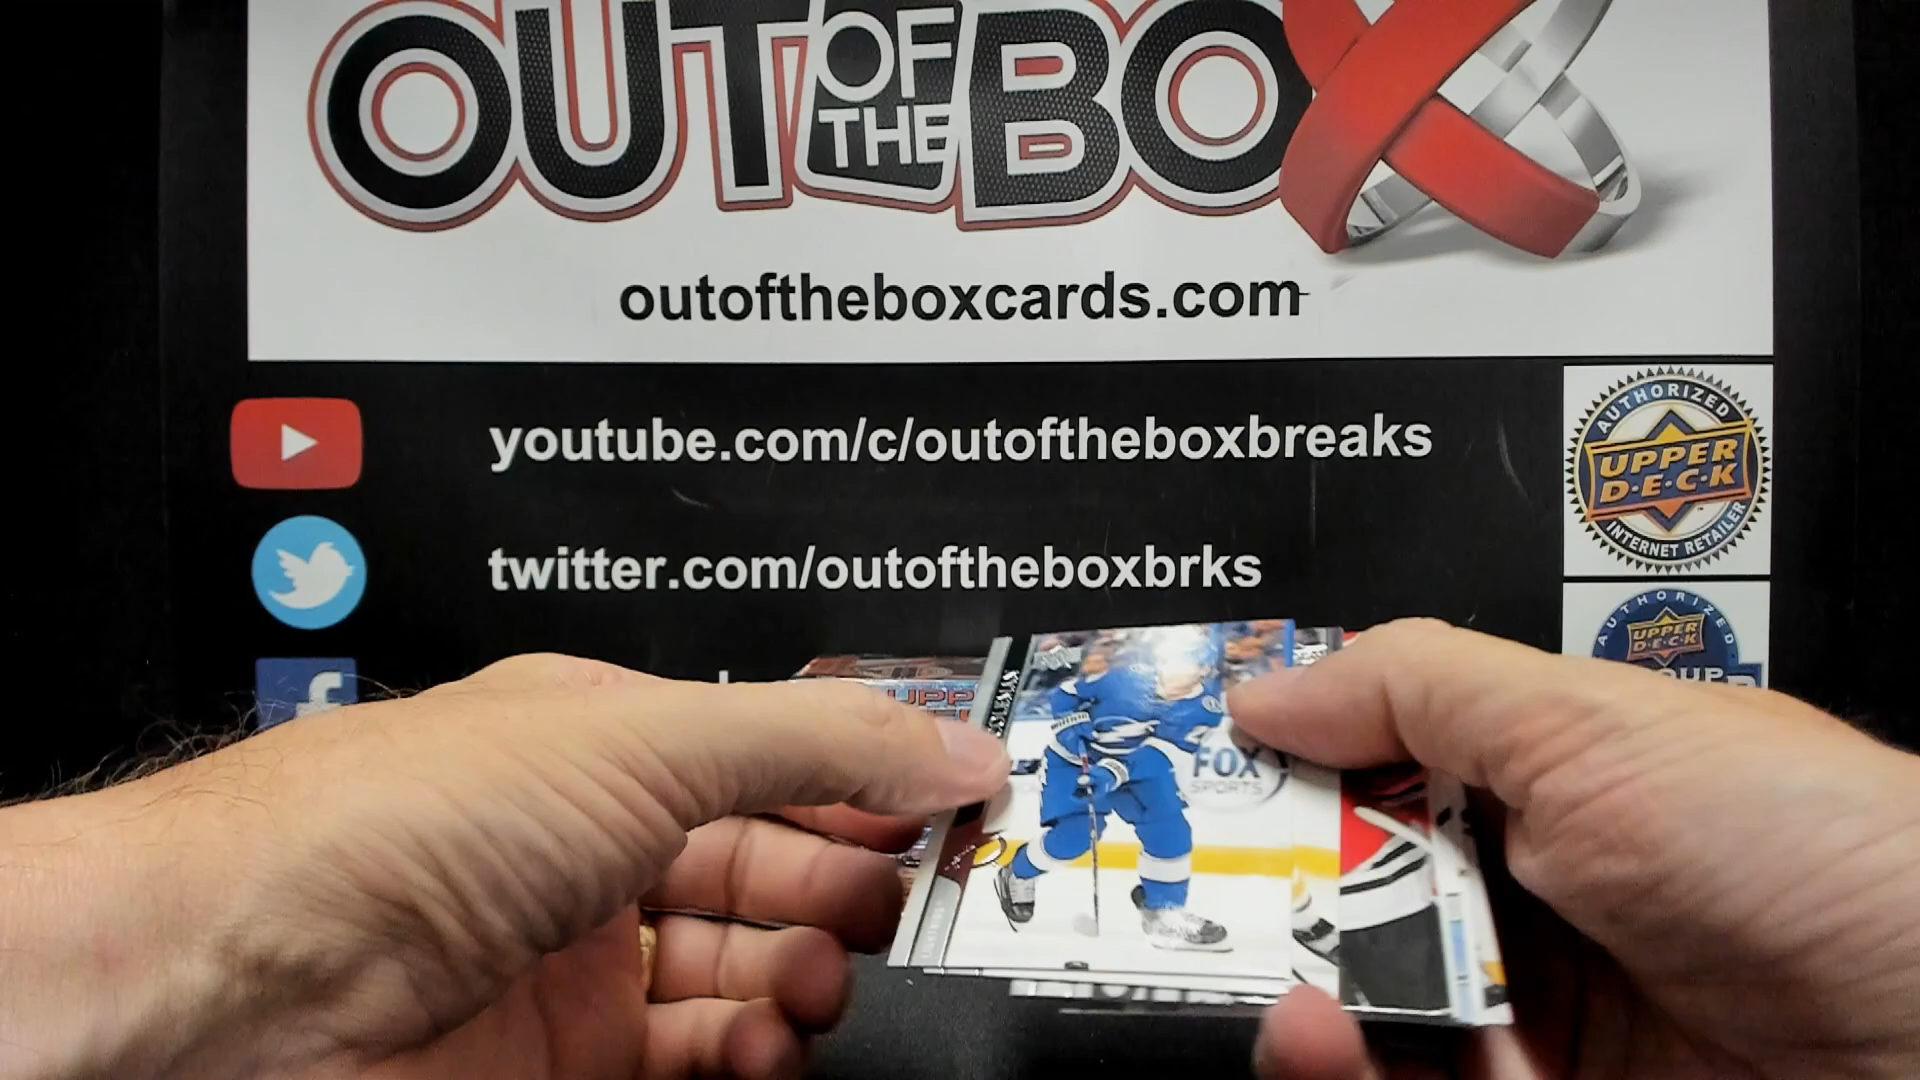 OUT OF THE BOX
outoftheboxcards.com
youtube.com/c/outoftheboxbreaks
AUTHORIZED
UPPER
D·E·C·K
INTERNET RETAILER
twitter.com/outoftheboxbrks
AUTHORIZED
UPPER
DECK
FOX
SPORTS
UPP